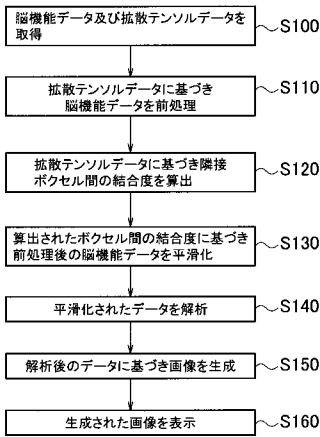 脳機能データ及び拡散テンソルデータを
取得
S100
拡散テンソルデータに基づき
脳機能データを前処理
S110
拡散テンソルデータに基づき隣接
ボクセル間の結合度を算出
S120
算出されたボクセル間の結合度に基づき
前処理後の脳機能データを平滑化
S130
平滑化されたデータを解析
S140
解析後のデータに基づき画像を生成
S150
生成された画像を表示
S160